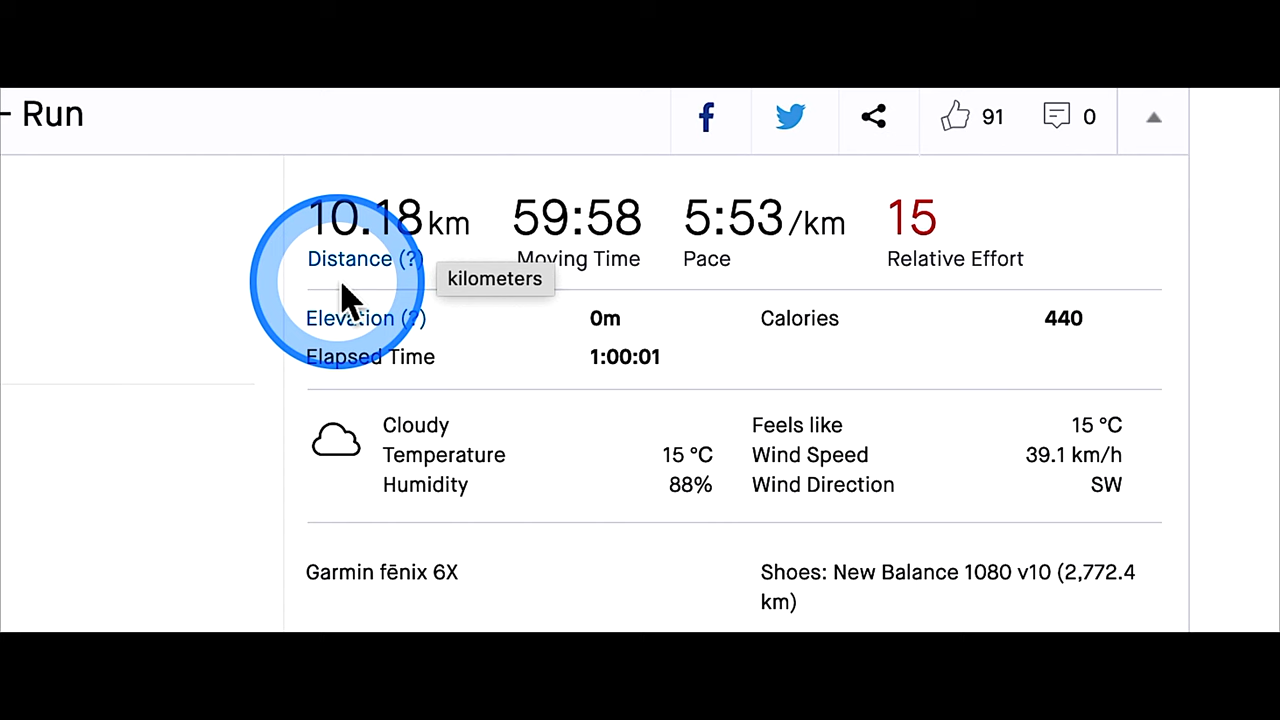 - Run
91
0
10.18 km 59:58 5:53 /km 15
Distance (?) Moving Time Pace Relative Effort
kilometers
Elevation (?) 0m Calories 440
Elapsed Time 1:00:01
Cloudy Feels like 15 °C
Temperature 15 °C Wind Speed 39.1 km/h
Humidity 88% Wind Direction SW
Garmin fēnix 6X Shoes: New Balance 1080 v10 (2,772.4
km)